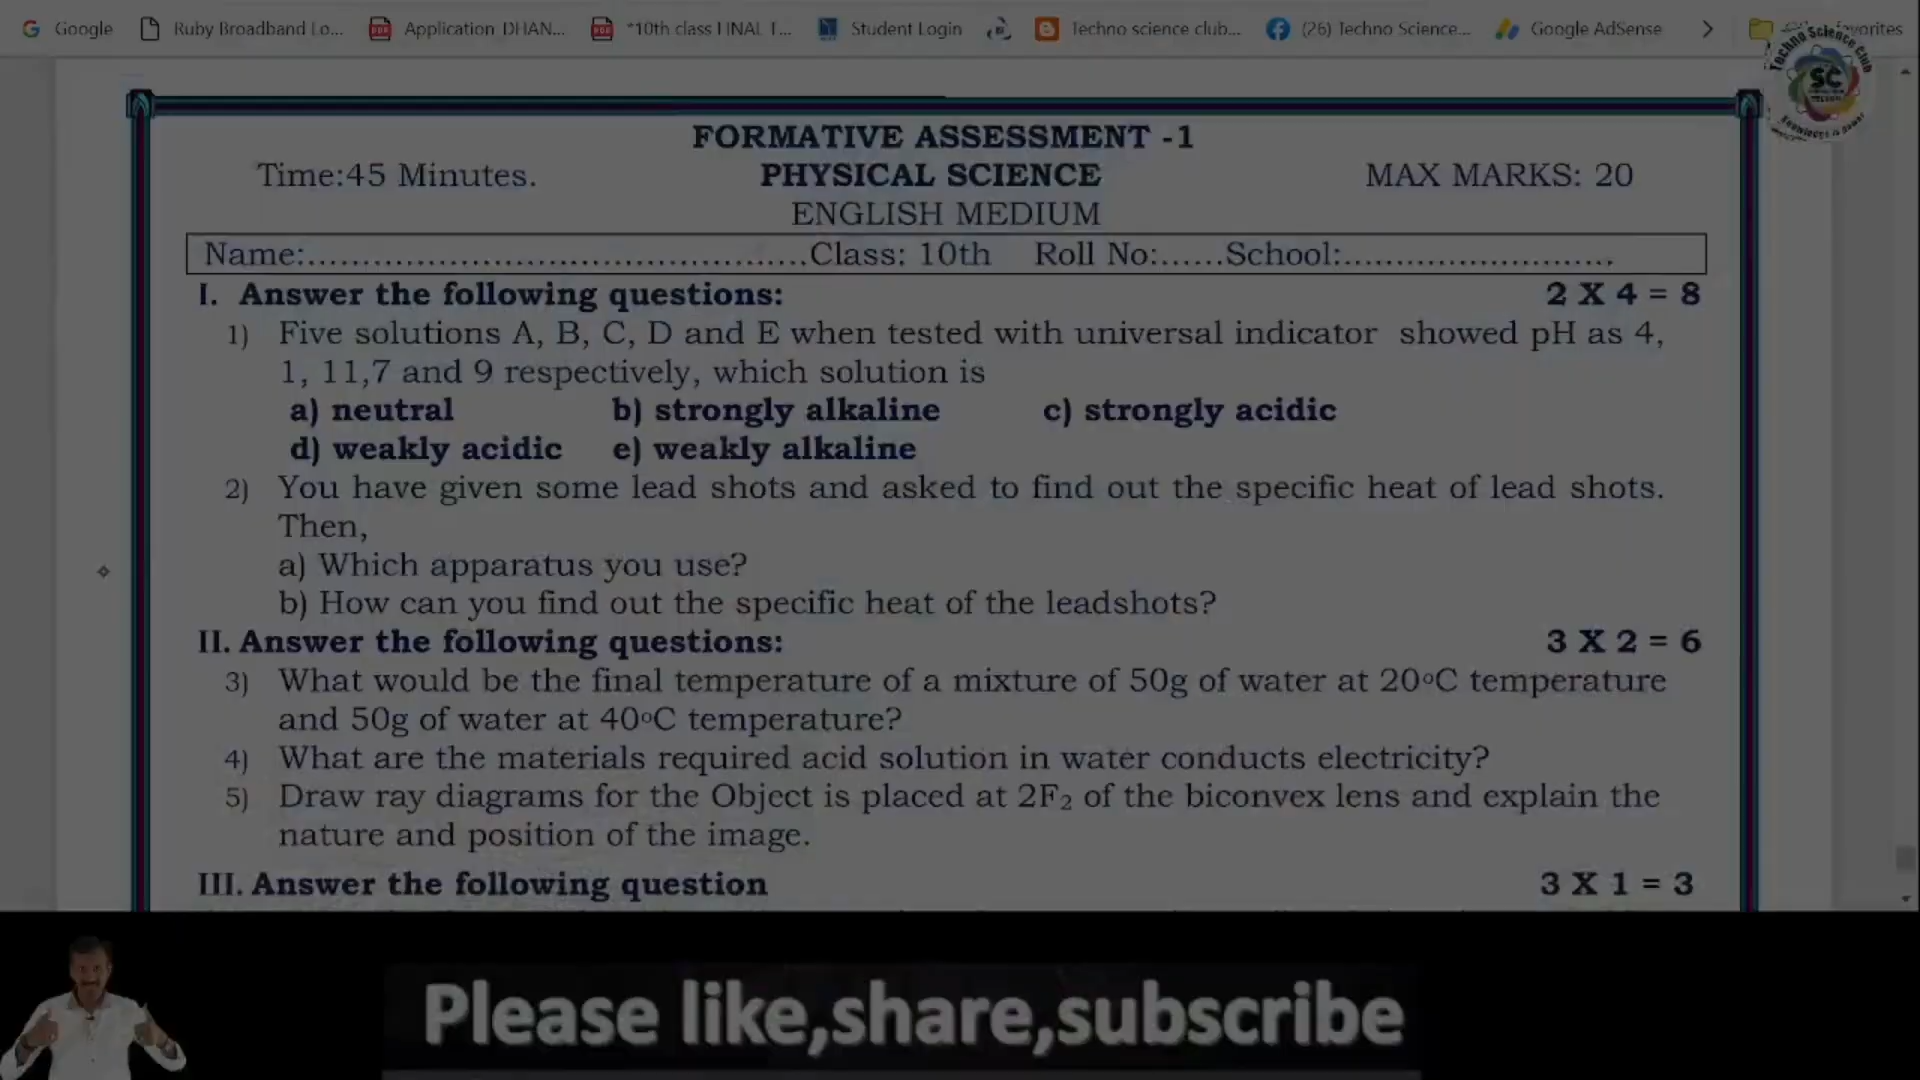 Google Ruby Broadband Lo... Application DHAN... *10th class FINAL T... Student Login Techno science club... (26) Techno Science... Google AdSense favorites
Techno Science Club
SC
Knowledge is power
FORMATIVE ASSESSMENT -1
Time:45 Minutes. PHYSICAL SCIENCE MAX MARKS: 20
ENGLISH MEDIUM
Name:..............................................Class: 10th Roll No:......School:.........................
I. Answer the following questions: 2 X 4 = 8
1) Five solutions A, B, C, D and E when tested with universal indicator showed pH as 4,
1, 11,7 and 9 respectively, which solution is
a) neutral b) strongly alkaline c) strongly acidic
d) weakly acidic e) weakly alkaline
2) You have given some lead shots and asked to find out the specific heat of lead shots.
Then,
a) Which apparatus you use?
b) How can you find out the specific heat of the leadshots?
II. Answer the following questions: 3 X 2 = 6
3) What would be the final temperature of a mixture of 50g of water at 20°C temperature
and 50g of water at 40°C temperature?
4) What are the materials required acid solution in water conducts electricity?
5) Draw ray diagrams for the Object is placed at 2F₂ of the biconvex lens and explain the
nature and position of the image.
III. Answer the following question 3 X 1 = 3
Please like,share,subscribe